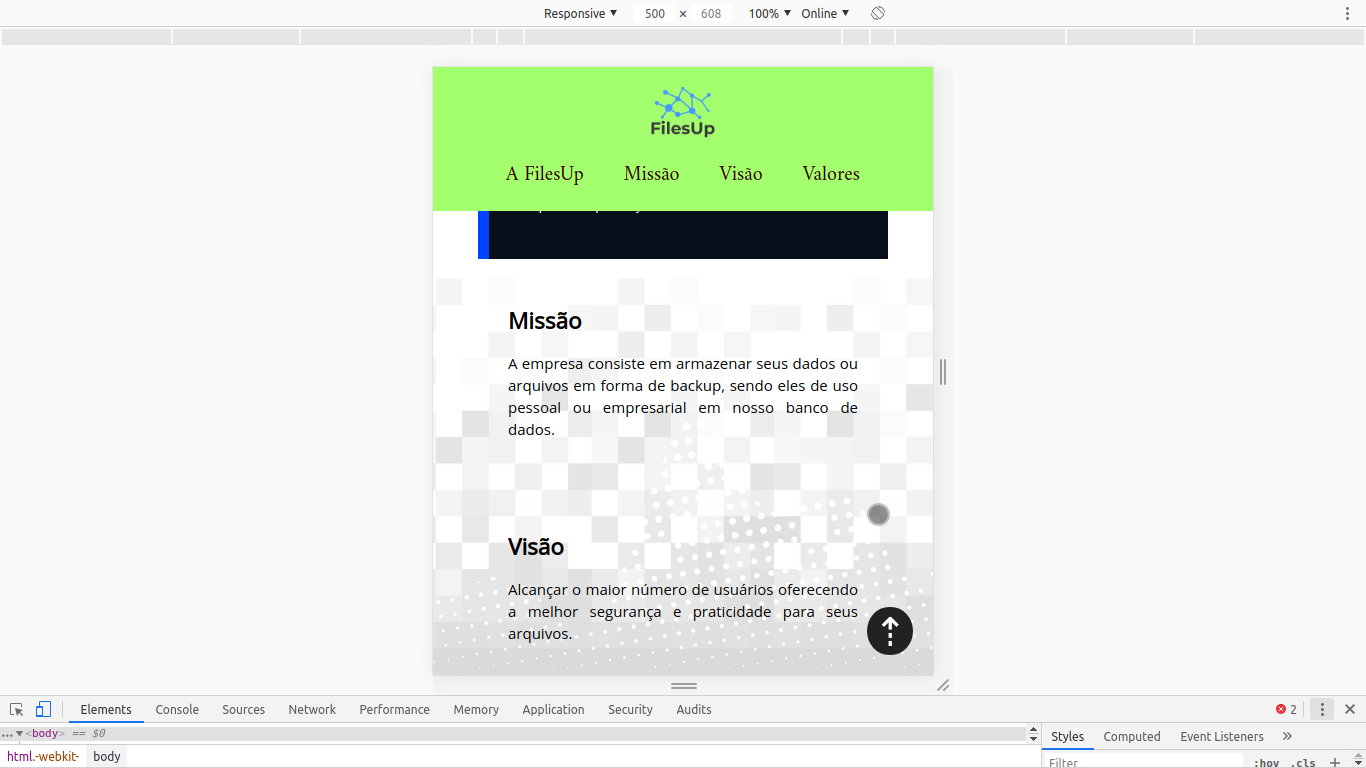 Responsive ▼ 500 × 608 100% ▼ Online ▼
FilesUp
A FilesUp Missão Visão Valores
Missão
A empresa consiste em armazenar seus dados ou
arquivos em forma de backup, sendo eles de uso
pessoal ou empresarial em nosso banco de
dados.
Visão
Alcançar o maior número de usuários oferecendo
a melhor segurança e praticidade para seus
arquivos.
Elements Console Sources Network Performance Memory Application Security Audits 2
…▼<body> == $0
Styles Computed Event Listeners »
html.-webkit- body
Filter :hov .cls +